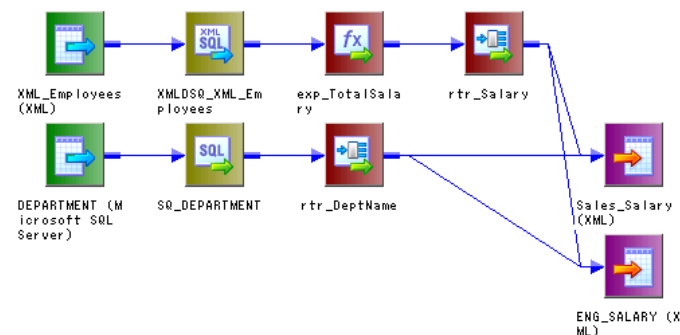 XML
SQL
fx
XML_Employees
(XML)
XMLDSQ_XML_Em
ployees
exp_TotalSala
ry
rtr_Salary
SQL
DEPARTMENT (M
icrosoft SQL
Server)
SQ_DEPARTMENT
rtr_DeptName
Sales_Salary
(XML)
ENG_SALARY (X
ML)